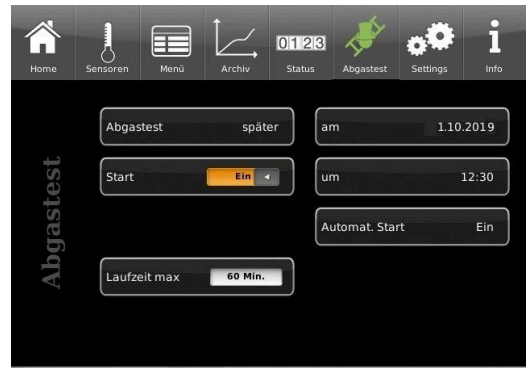 0123
Home Sensoren Menü Archiv Status Abgastest Settings Info
Abgastest
Abgastest später
am 1.10.2019
Start Ein
um 12:30
Automat. Start Ein
Laufzeit max 60 Min.